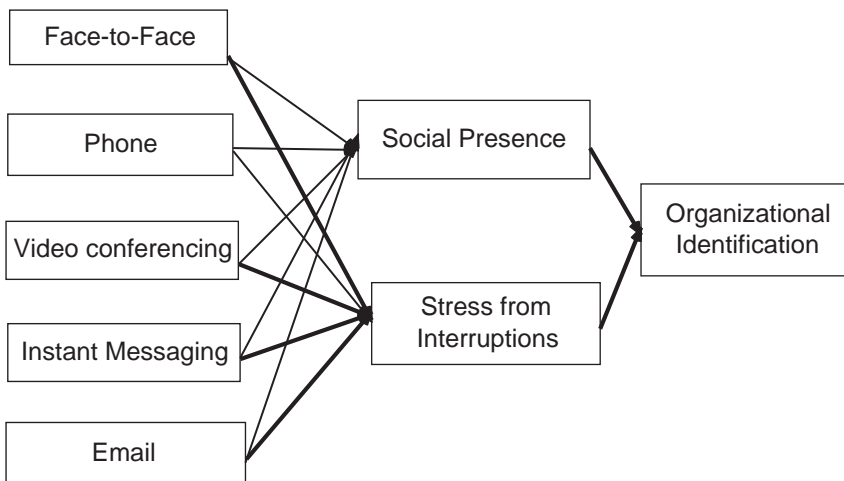 Face-to-Face
Phone
Video conferencing
Instant Messaging
Email
Social Presence
Stress from
Interruptions
Organizational
Identification